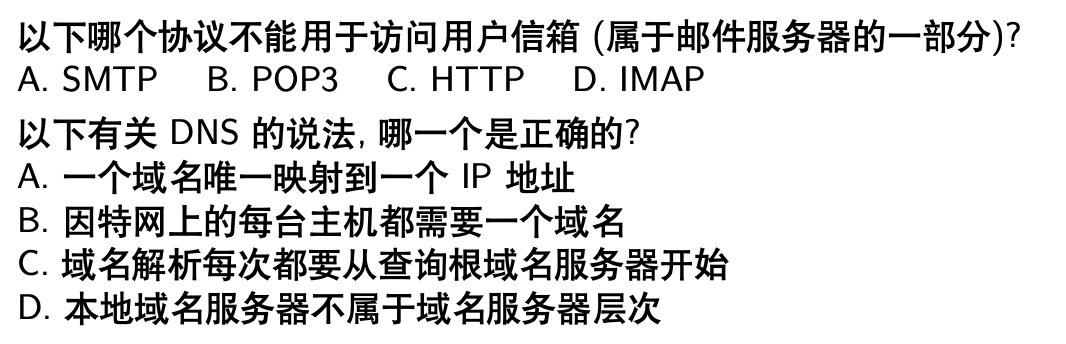 以下哪个协议不能用于访问用户信箱 (属于邮件服务器的一部分)?
A. SMTP B. POP3 C. HTTP D. IMAP
以下有关 DNS 的说法, 哪一个是正确的?
A. 一个域名唯一映射到一个 IP 地址
B. 因特网上的每台主机都需要一个域名
C. 域名解析每次都要从查询根域名服务器开始
D. 本地域名服务器不属于域名服务器层次